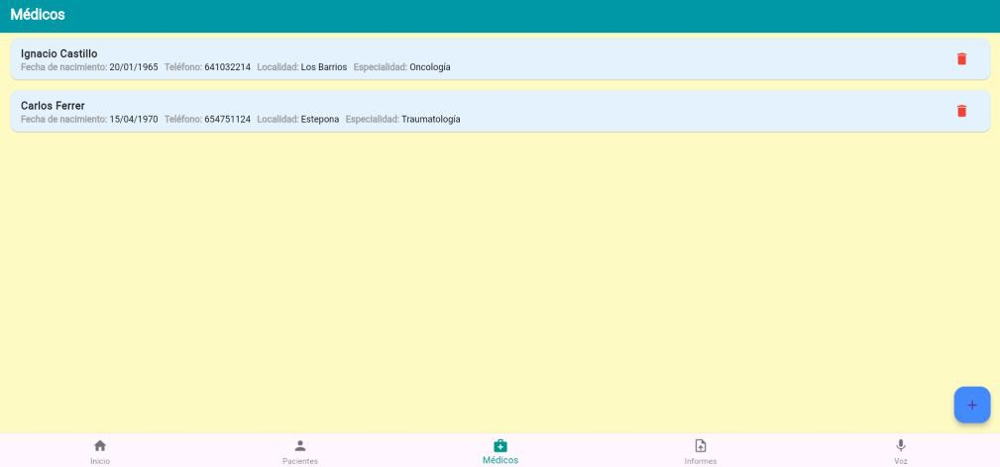 Médicos
Ignacio Castillo
Fecha de nacimiento: 20/01/1965 Teléfono: 641032214 Localidad: Los Barrios Especialidad: Oncología
Carlos Ferrer
Fecha de nacimiento: 15/04/1970 Teléfono: 654751124 Localidad: Estepona Especialidad: Traumatología
+
Inicio Pacientes Médicos Informes Voz